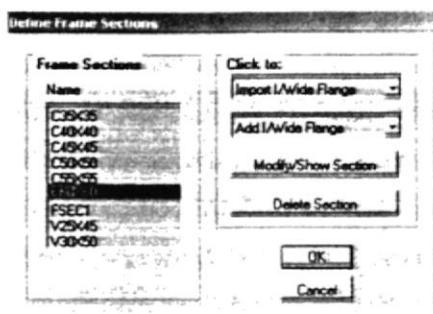 Define Frame Sections
Frame Sections
Name
C35X35
C40X40
C45X45
C50X50
C55X55
FSEC1
V25X45
V30X50
Click to:
Import I/Wide Flange
Add I/Wide Flange
Modify/Show Section
Delete Section
OK
Cancel